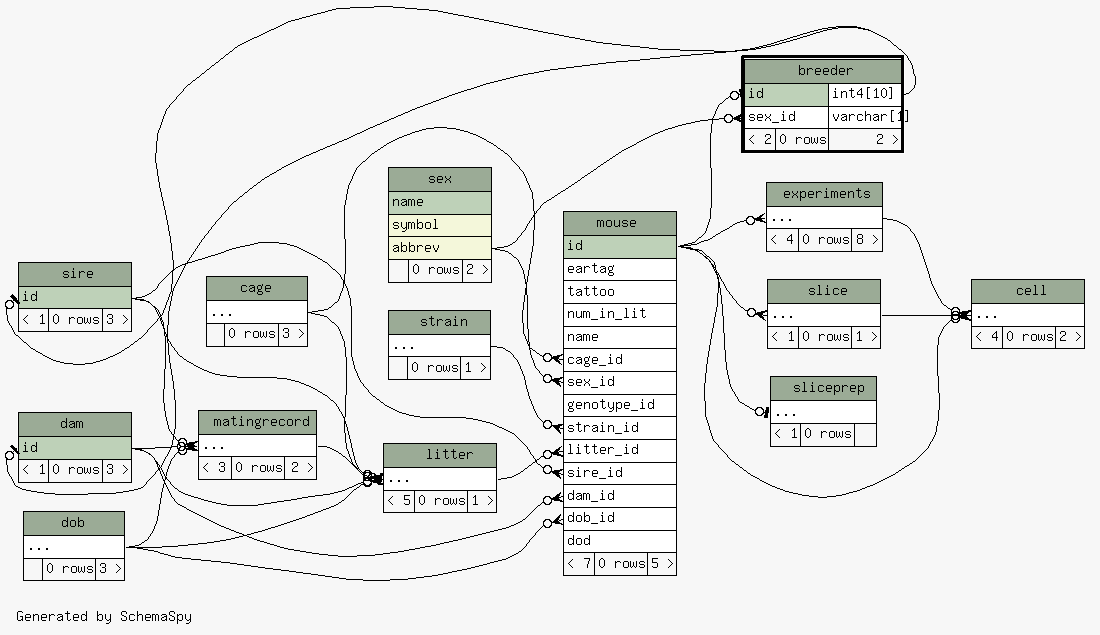 breeder
id int4[10]
sex_id varchar[1]
< 2 0 rows 2 >
sex
name
symbol
abbrev
0 rows 2 >
experiments
...
< 4 0 rows 8 >
mouse
id
eartag
tattoo
num_in_lit
name
cage_id
sex_id
genotype_id
strain_id
litter_id
sire_id
dam_id
dob_id
dod
< 7 0 rows 5 >
sire
id
< 1 0 rows 3 >
cage
...
0 rows 3 >
slice
...
< 1 0 rows 1 >
cell
...
< 4 0 rows 2 >
strain
...
0 rows 1 >
sliceprep
...
< 1 0 rows
dam
id
< 1 0 rows 3 >
matingrecord
...
< 3 0 rows 2 >
litter
...
< 5 0 rows 1 >
dob
...
0 rows 3 >
Generated by SchemaSpy